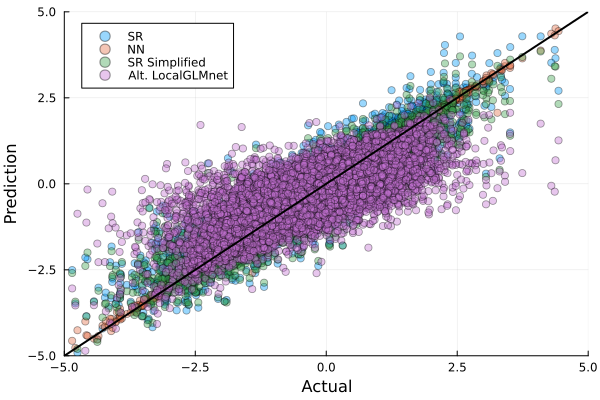 5.0
SR
NN
SR Simplified
Alt. LocalGLMnet
2.5
Prediction
0.0
−2.5
−5.0
−5.0 −2.5 0.0 2.5 5.0
Actual